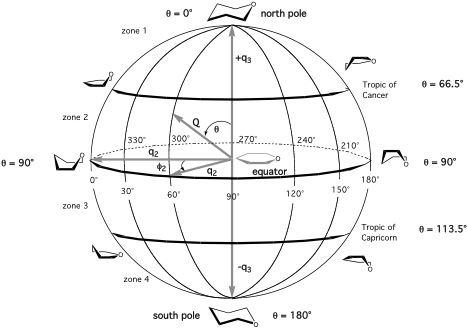 θ = 0°
O
north pole
zone 1
+q3
O
Tropic of
Cancer
θ = 66.5°
O
Q
θ
zone 2
330°
300°
270°
240°
210°
θ = 90°
O
q2
ϕ2
q2
O
equator
O
θ = 90°
0°
30°
60°
90°
120°
150°
180°
zone 3
Tropic of
Capricorn
θ = 113.5°
O
zone 4
-q3
O
south pole
O
θ = 180°